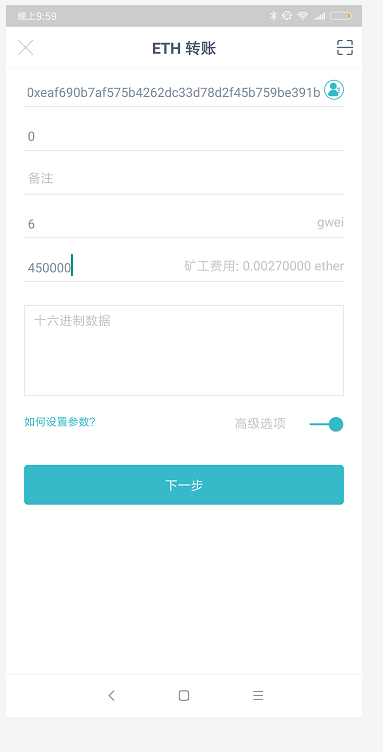 晚上9:59
ETH 转账
0xeaf690b7af575b4262dc33d78d2f45b759be391b
0
备注
6 gwei
450000 矿工费用: 0.00270000 ether
十六进制数据
如何设置参数? 高级选项
下一步